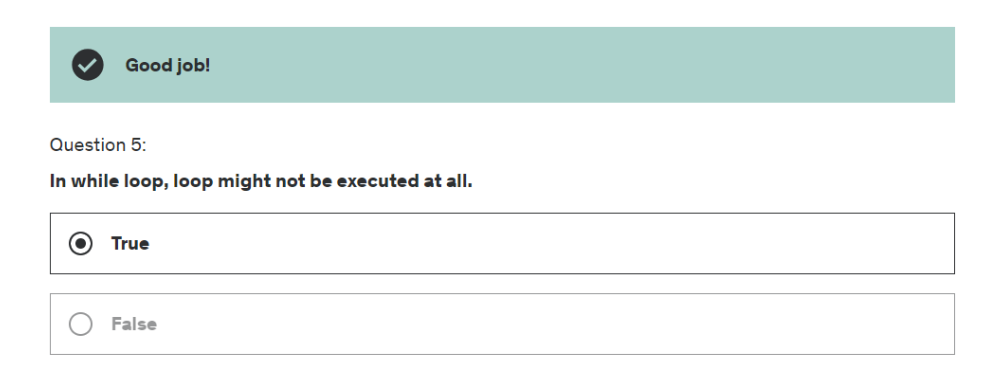 Good job!
Question 5:
In while loop, loop might not be executed at all.
True
False